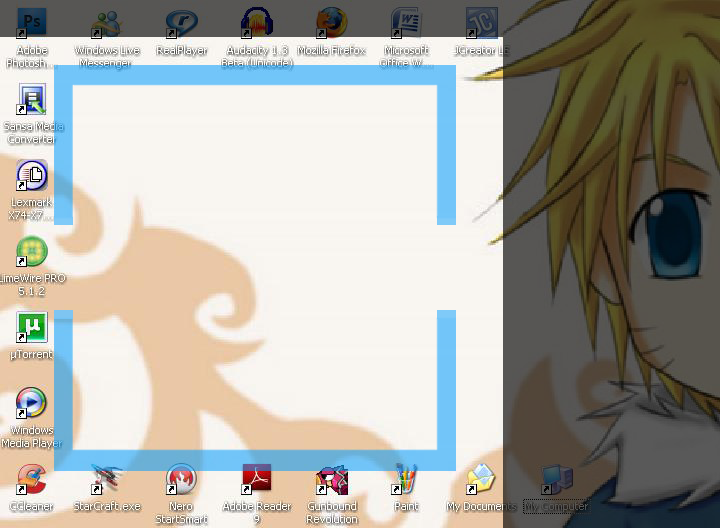 Adobe Photosh...
Windows Live Messenger
RealPlayer
Audacity 1.3 Beta (Unicode)
Mozilla Firefox
Microsoft Office W...
JCreator LE
Sansa Media Converter
Lexmark X74-X7...
LimeWire PRO 5.1.2
µTorrent
Windows Media Player
CCleaner
StarCraft.exe
Nero StartSmart
Adobe Reader 9
Gunbound Revolution
Paint
My Documents
My Computer